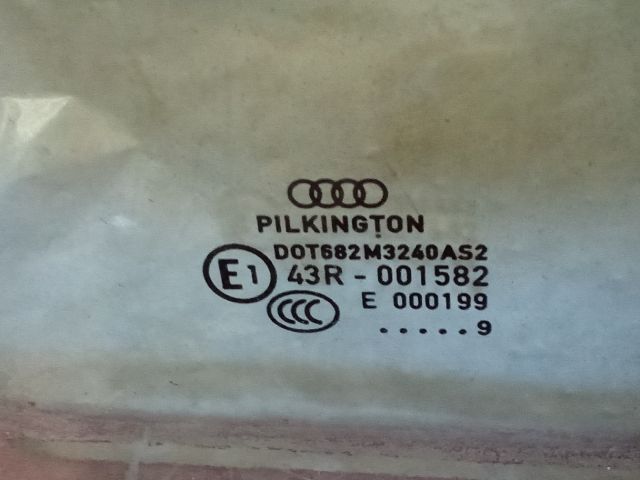 PILKINGTON
DOT682M3240AS2
E1 43R - 001582
E 000199
CCC
.....9